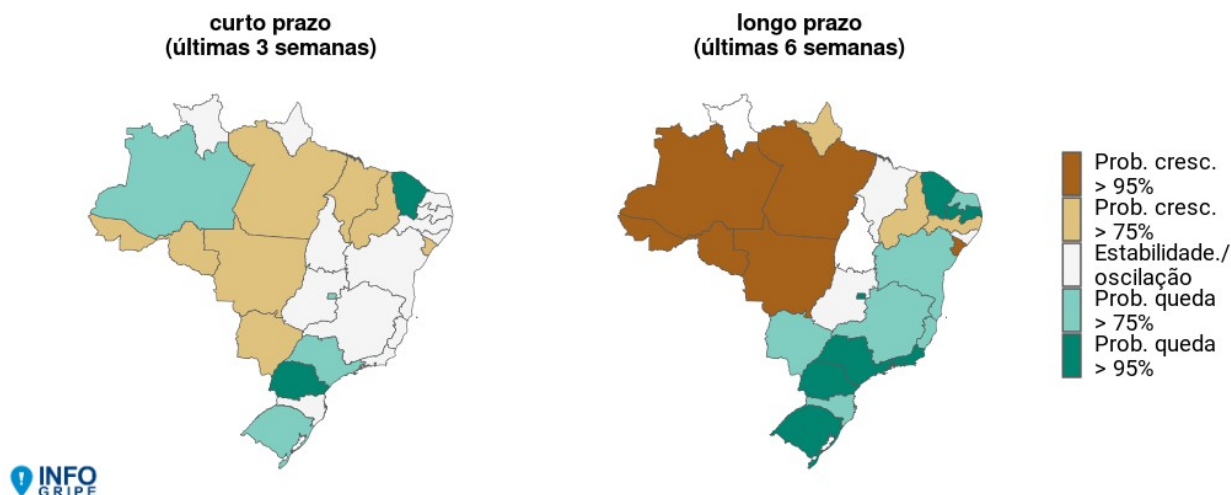 curto prazo
(últimas 3 semanas)
longo prazo
(últimas 6 semanas)
Prob. cresc.
> 95%
Prob. cresc.
> 75%
Estabilidade./
oscilação
Prob. queda
> 75%
Prob. queda
> 95%
INFO
GRIPE